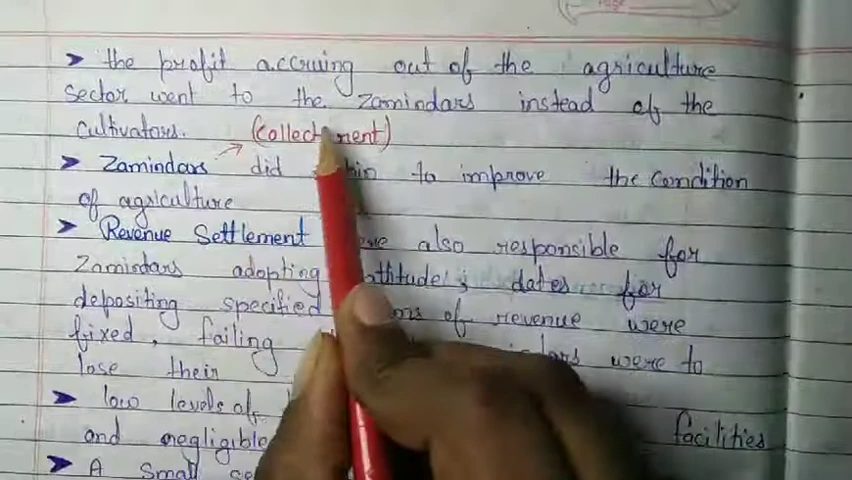 ➤ the profit accruing out of the agriculture
sector went to the zamindars instead of the
cultivators. (collect ment)
➤ Zamindars did to improve the condition
of agriculture
➤ Revenue Settlement also responsible for
Zamindars adopting attitude; dates for
depositing specified of revenue were
fixed, failing were to
lose their
➤ low levels of
and negligible facilities
➤ A Small